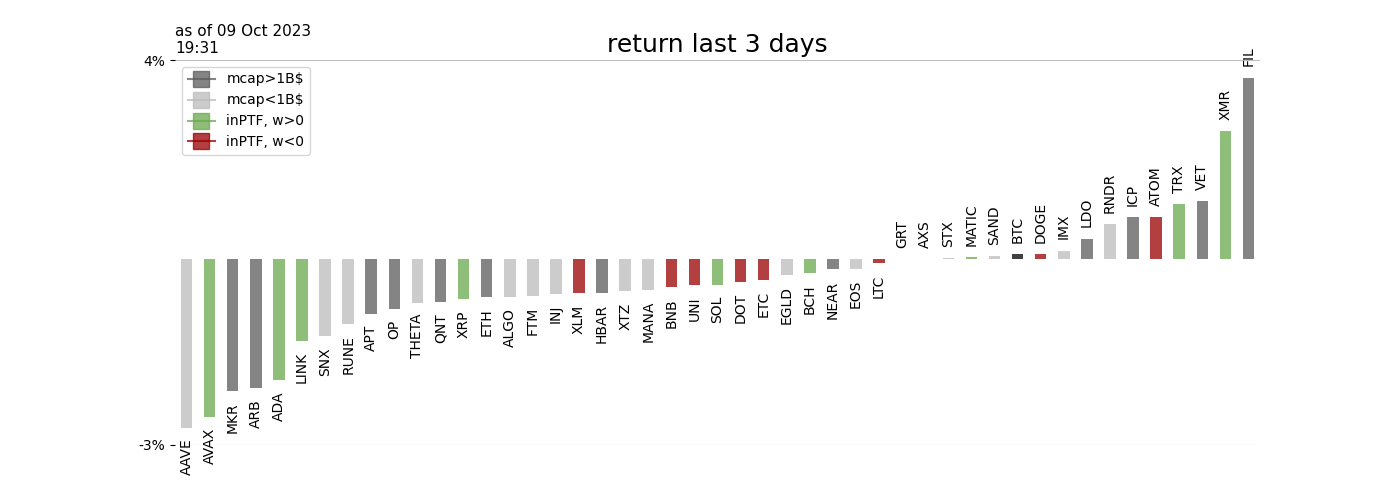 as of 09 Oct 2023
19:31
return last 3 days
4%
-3%
mcap>1B$
mcap<1B$
inPTF, w>0
inPTF, w<0
AAVE
AVAX
MKR
ARB
ADA
LINK
SNX
RUNE
APT
OP
THETA
QNT
XRP
ETH
ALGO
FTM
INJ
XLM
HBAR
XTZ
MANA
BNB
UNI
SOL
DOT
ETC
EGLD
BCH
NEAR
EOS
LTC
GRT
AXS
STX
MATIC
SAND
BTC
DOGE
IMX
LDO
RNDR
ICP
ATOM
TRX
VET
XMR
FIL